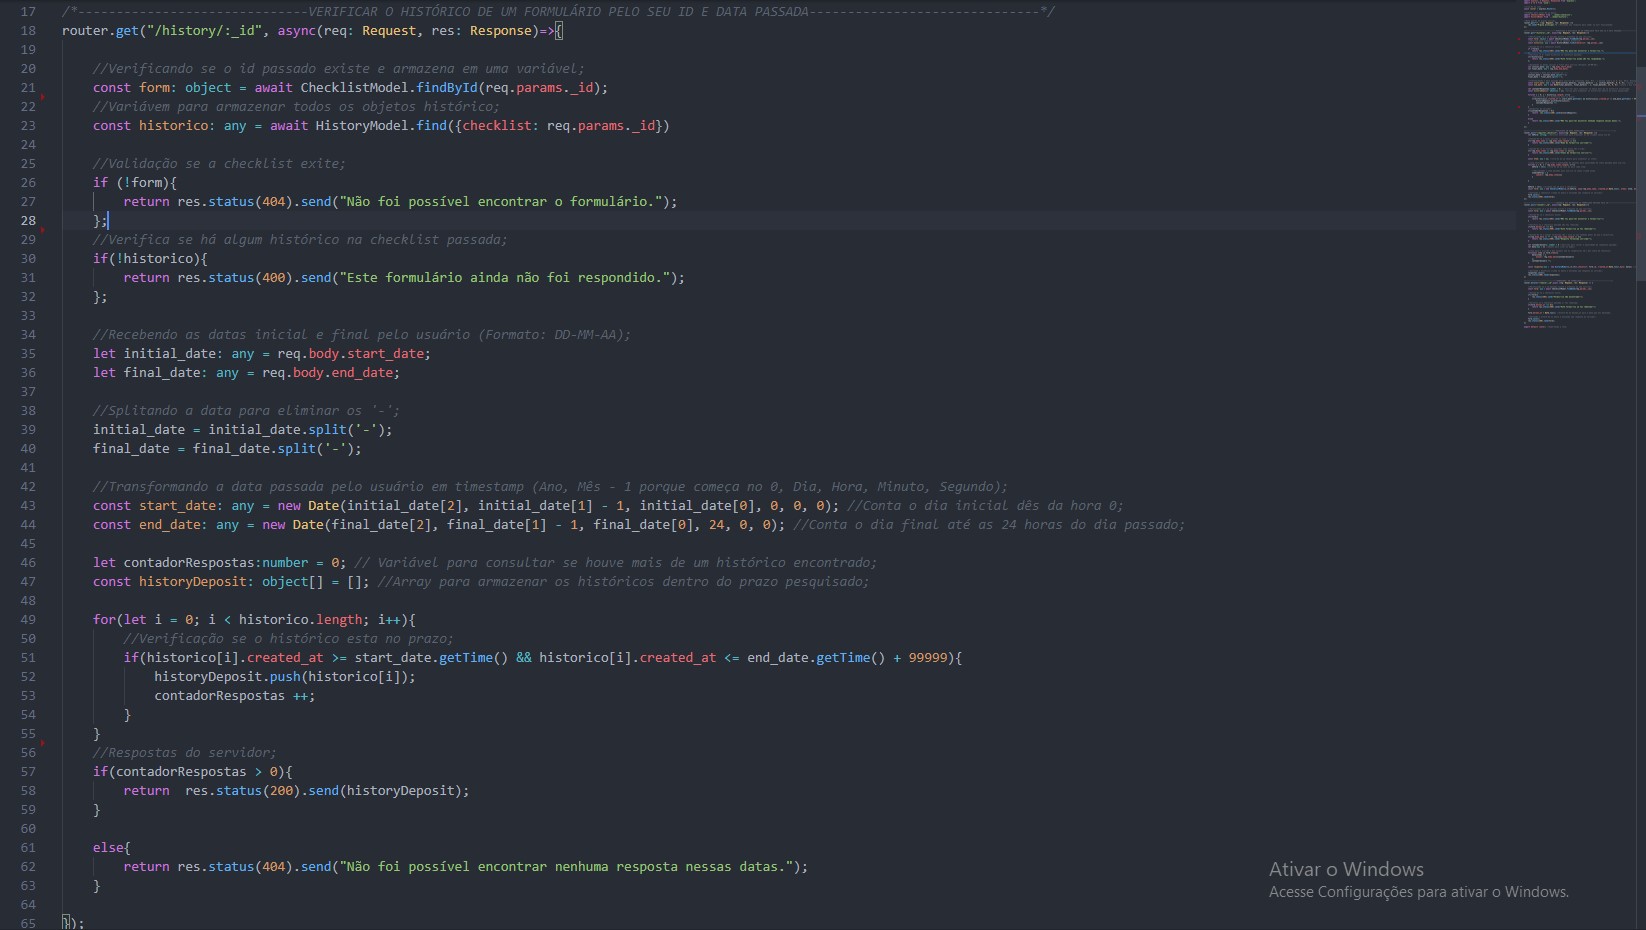 17 /*------------------------------VERIFICAR O HISTÓRICO DE UM FORMULÁRIO PELO SEU ID E DATA PASSADA------------------------------*/
18 router.get("/history/:_id", async(req: Request, res: Response)=>{
19
20 //Verificando se o id passado existe e armazena em uma variável;
21 const form: object = await ChecklistModel.findById(req.params._id);
22 //Variávem para armazenar todos os objetos histórico;
23 const historico: any = await HistoryModel.find({checklist: req.params._id})
24
25 //Validação se a checklist exite;
26 if (!form){
27 return res.status(404).send("Não foi possível encontrar o formulário.");
28 };
29 //Verifica se há algum histórico na checklist passada;
30 if(!historico){
31 return res.status(400).send("Este formulário ainda não foi respondido.");
32 };
33
34 //Recebendo as datas inicial e final pelo usuário (Formato: DD-MM-AA);
35 let initial_date: any = req.body.start_date;
36 let final_date: any = req.body.end_date;
37
38 //Splitando a data para eliminar os '-';
39 initial_date = initial_date.split('-');
40 final_date = final_date.split('-');
41
42 //Transformando a data passada pelo usuário em timestamp (Ano, Mês - 1 porque começa no 0, Dia, Hora, Minuto, Segundo);
43 const start_date: any = new Date(initial_date[2], initial_date[1] - 1, initial_date[0], 0, 0, 0); //Conta o dia inicial dês da hora 0;
44 const end_date: any = new Date(final_date[2], final_date[1] - 1, final_date[0], 24, 0, 0); //Conta o dia final até as 24 horas do dia passado;
45
46 let contadorRespostas:number = 0; // Variável para consultar se houve mais de um histórico encontrado;
47 const historyDeposit: object[] = []; //Array para armazenar os históricos dentro do prazo pesquisado;
48
49 for(let i = 0; i < historico.length; i++){
50 //Verificação se o histórico esta no prazo;
51 if(historico[i].created_at >= start_date.getTime() && historico[i].created_at <= end_date.getTime() + 99999){
52 historyDeposit.push(historico[i]);
53 contadorRespostas ++;
54 }
55 }
56 //Respostas do servidor;
57 if(contadorRespostas > 0){
58 return  res.status(200).send(historyDeposit);
59 }
60
61 else{
62 return res.status(404).send("Não foi possível encontrar nenhuma resposta nessas datas.");
63 }
64
65 });
Ativar o Windows
Acesse Configurações para ativar o Windows.